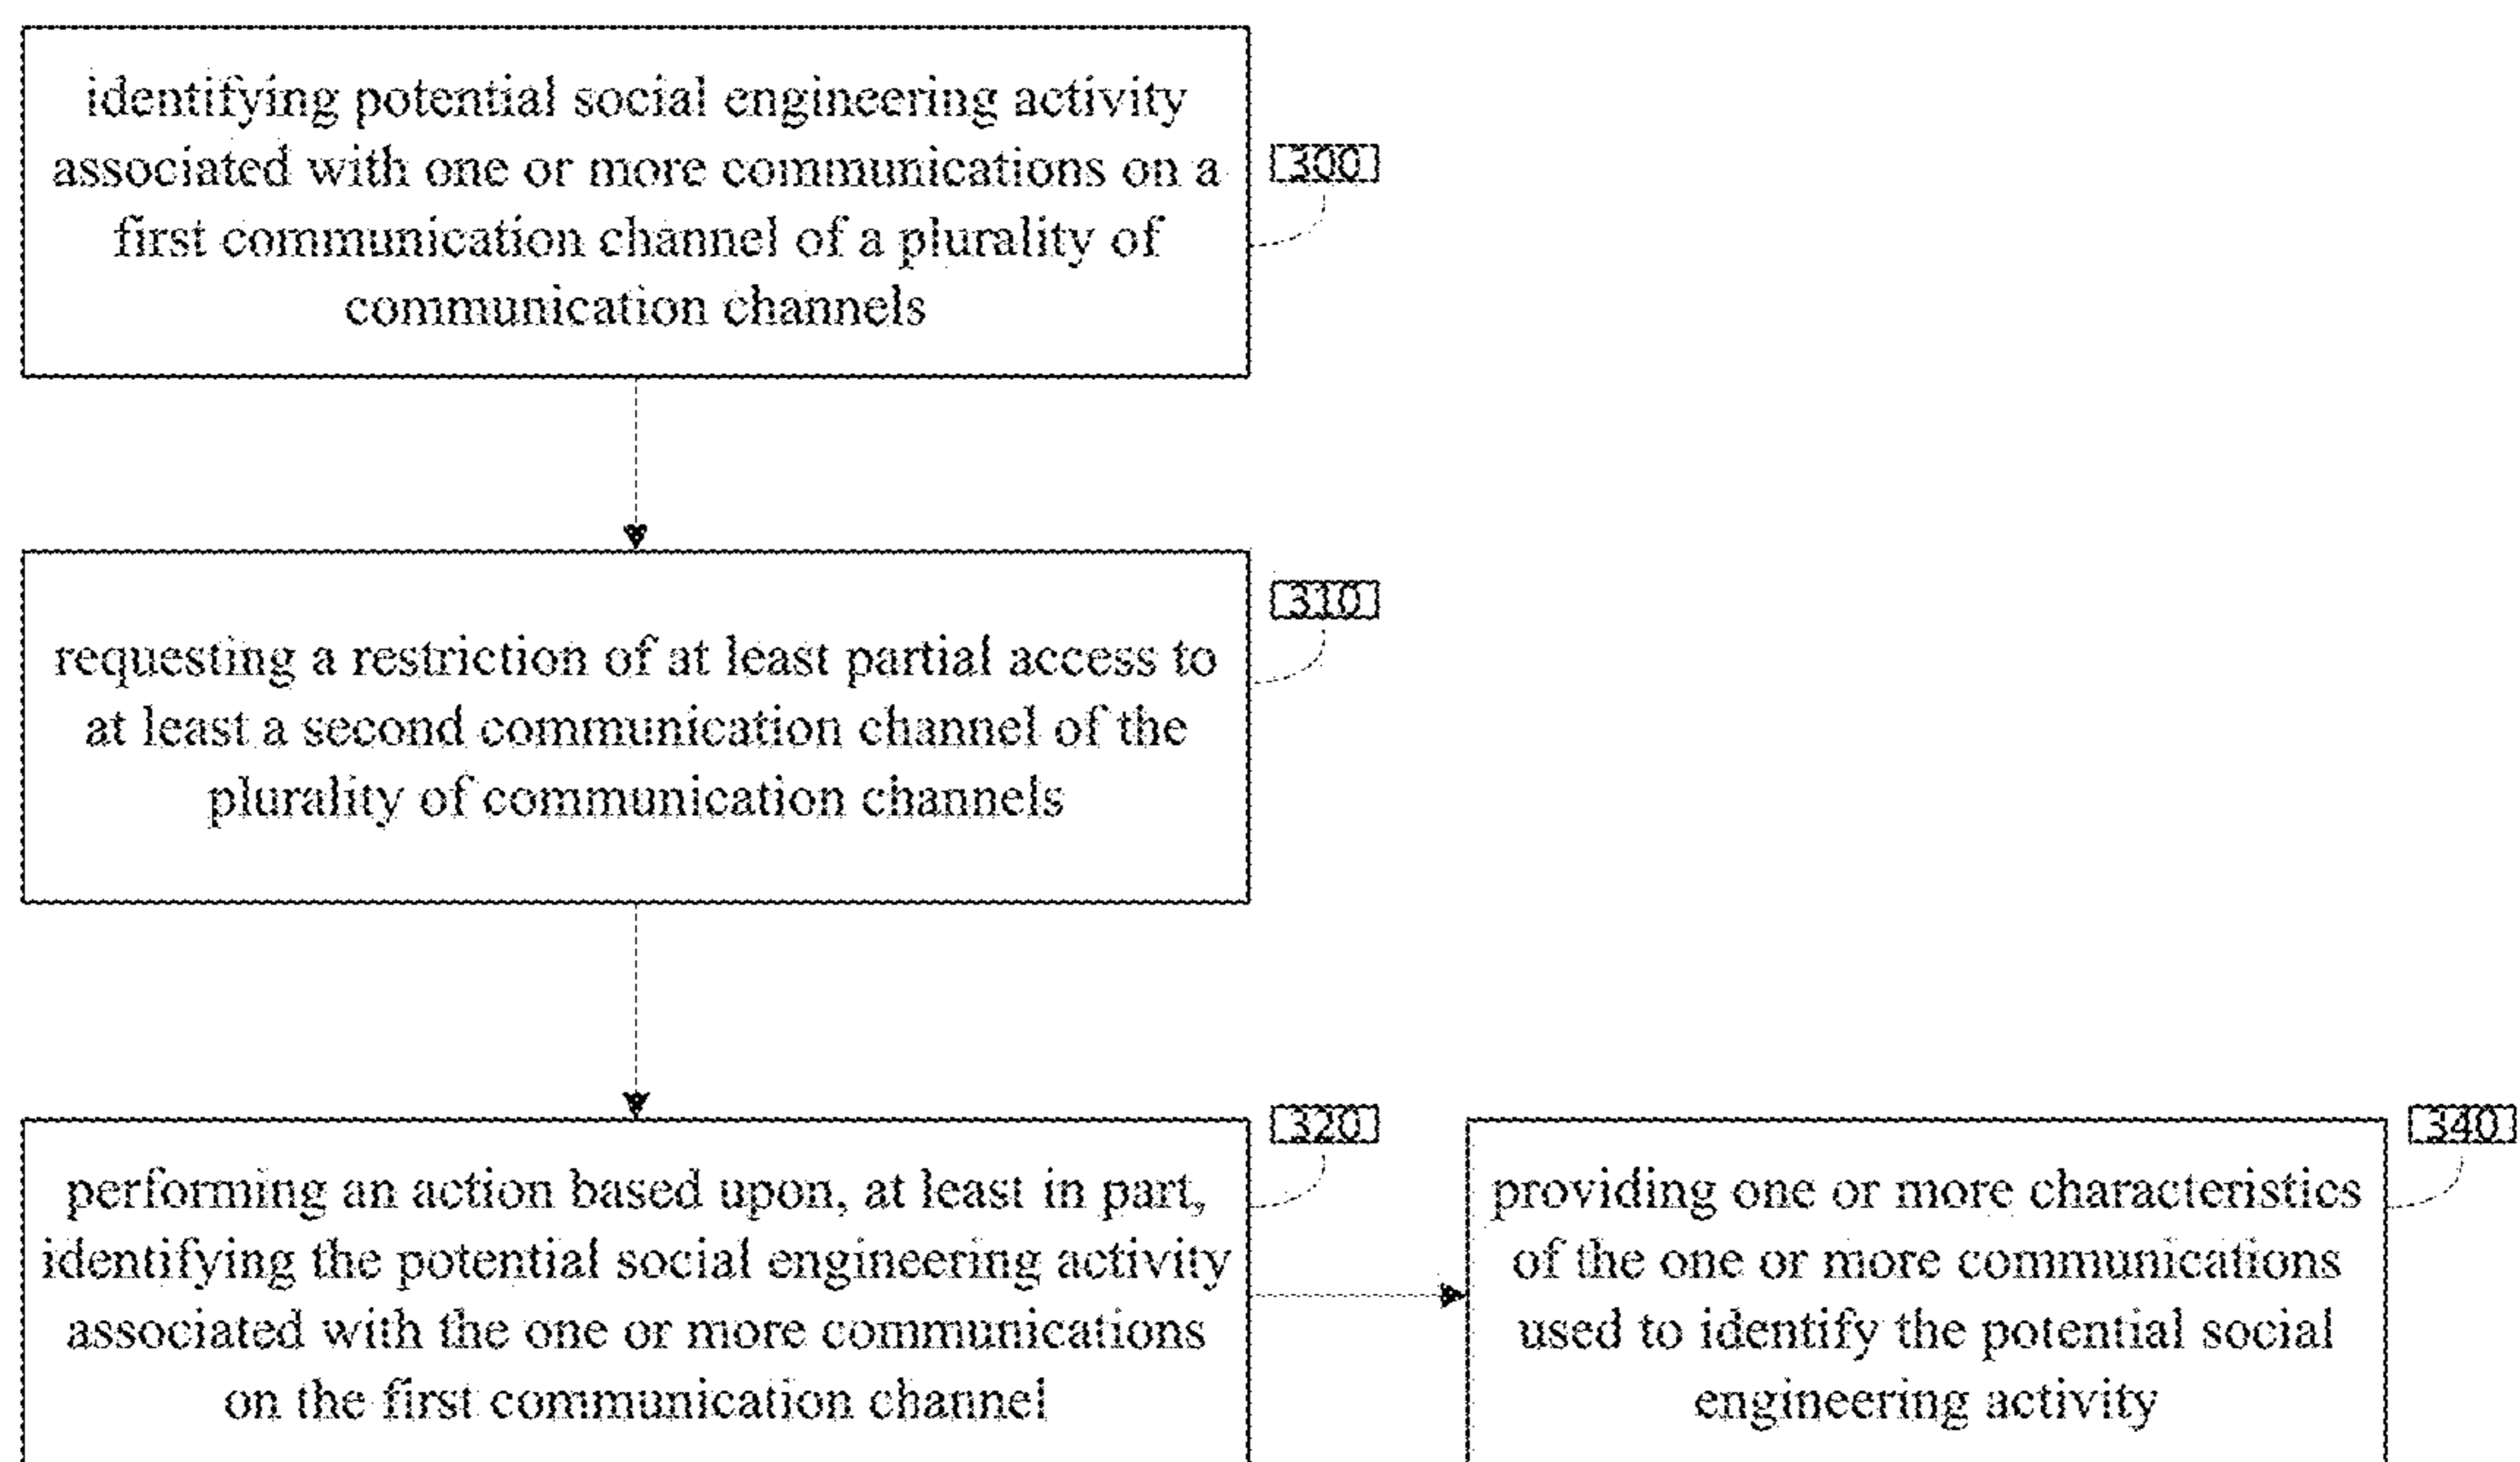 identifying potential social engineering activity
associated with one or more communications on a
first communication channel of a plurality of
communication channels
300
requesting a restriction of at least partial access to
at least a second communication channel of the
plurality of communication channels
310
performing an action based upon, at least in part,
identifying the potential social engineering activity
associated with the one or more communications
on the first communication channel
320
providing one or more characteristics
of the one or more communications
used to identify the potential social
engineering activity
340